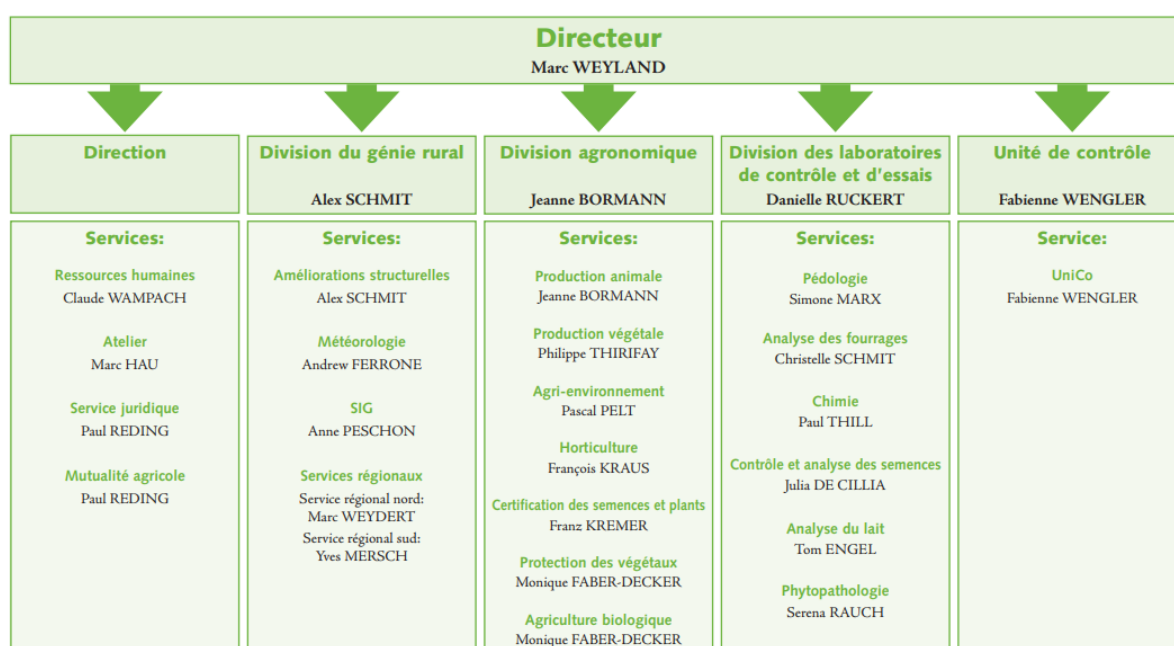 Directeur
Marc WEYLAND
Direction
Division du génie rural
Alex SCHMIT
Division agronomique
Jeanne BORMANN
Division des laboratoires
de contrôle et d'essais
Danielle RUCKERT
Unité de contrôle
Fabienne WENGLER
Services:
Ressources humaines
Claude WAMPACH
Atelier
Marc HAU
Service juridique
Paul REDING
Mutualité agricole
Paul REDING
Services:
Améliorations structurelles
Alex SCHMIT
Météorologie
Andrew FERRONE
SIG
Anne PESCHON
Services régionaux
Service régional nord:
Marc WEYDERT
Service régional sud:
Yves MERSCH
Services:
Production animale
Jeanne BORMANN
Production végétale
Philippe THIRIFAY
Agri-environnement
Pascal PELT
Horticulture
François KRAUS
Certification des semences et plants
Franz KREMER
Protection des végétaux
Monique FABER-DECKER
Agriculture biologique
Monique FABER-DECKER
Services:
Pédologie
Simone MARX
Analyse des fourrages
Christelle SCHMIT
Chimie
Paul THILL
Contrôle et analyse des semences
Julia DE CILLIA
Analyse du lait
Tom ENGEL
Phytopathologie
Serena RAUCH
Service:
UniCo
Fabienne WENGLER